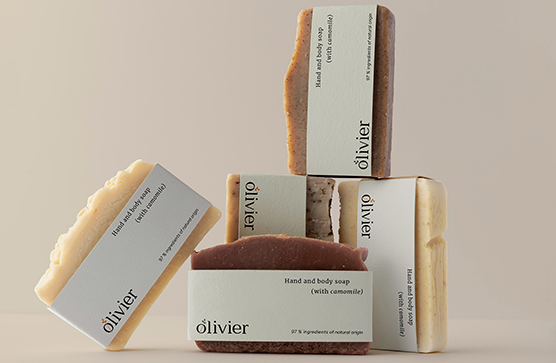 Hand and body soap
(with camomile)
97 % ingredients of natural origin
olivier
Hand and body soap
(with camomile)
97 % ingredients of natural origin
olivier
olivier
olivier
Hand and body soap
(with camomile)
Hand and body soap
(with camomile)
olivier
97 % ingredients of natural origin